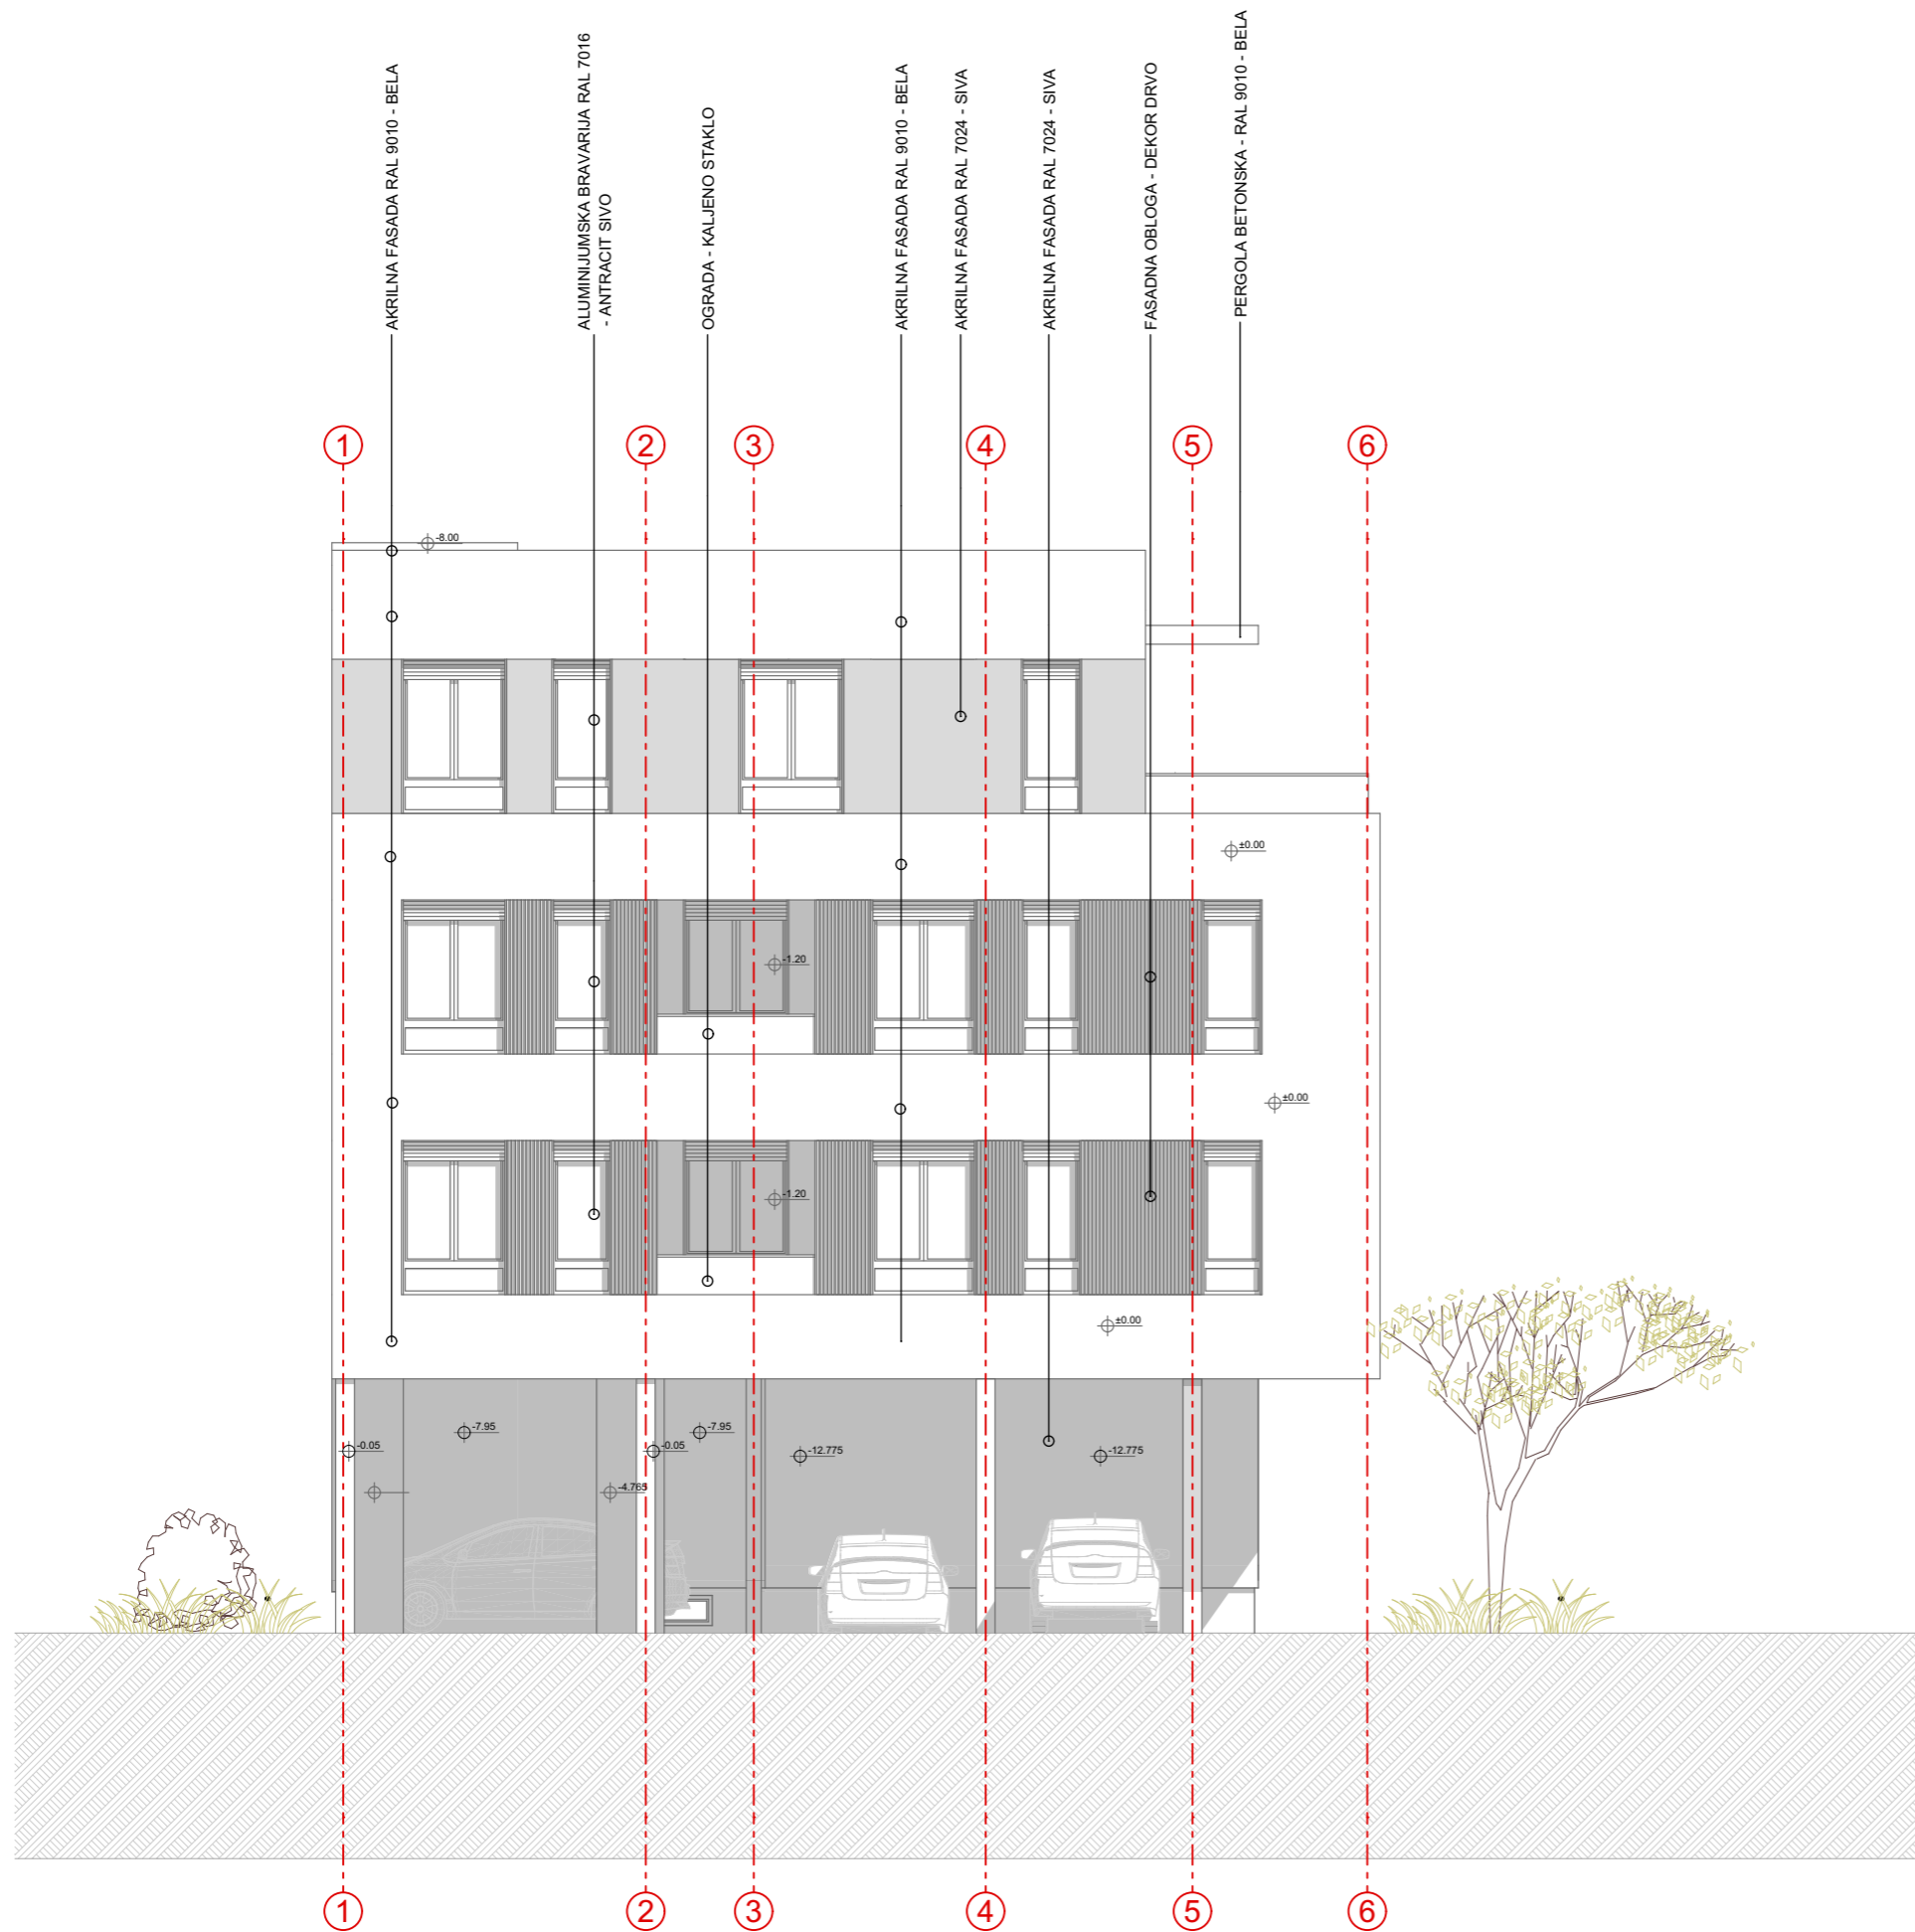 AKRILNA FASADA RAL 9010 - BELA
ALUMINIJUMSKA BRAVARIJA RAL 7016
- ANTRACIT SIVO
OGRADA - KALJENO STAKLO
AKRILNA FASADA RAL 9010 - BELA
AKRILNA FASADA RAL 7024 - SIVA
AKRILNA FASADA RAL 7024 - SIVA
FASADNA OBLOGA - DEKOR DRVO
PERGOLA BETONSKA - RAL 9010 - BELA
1
2
3
4
5
6
-8.00
±0.00
-1.20
±0.00
-1.20
±0.00
-7.95
-7.95
-0.05
-0.05
-12.775
-12.775
-4.765
1
2
3
4
5
6